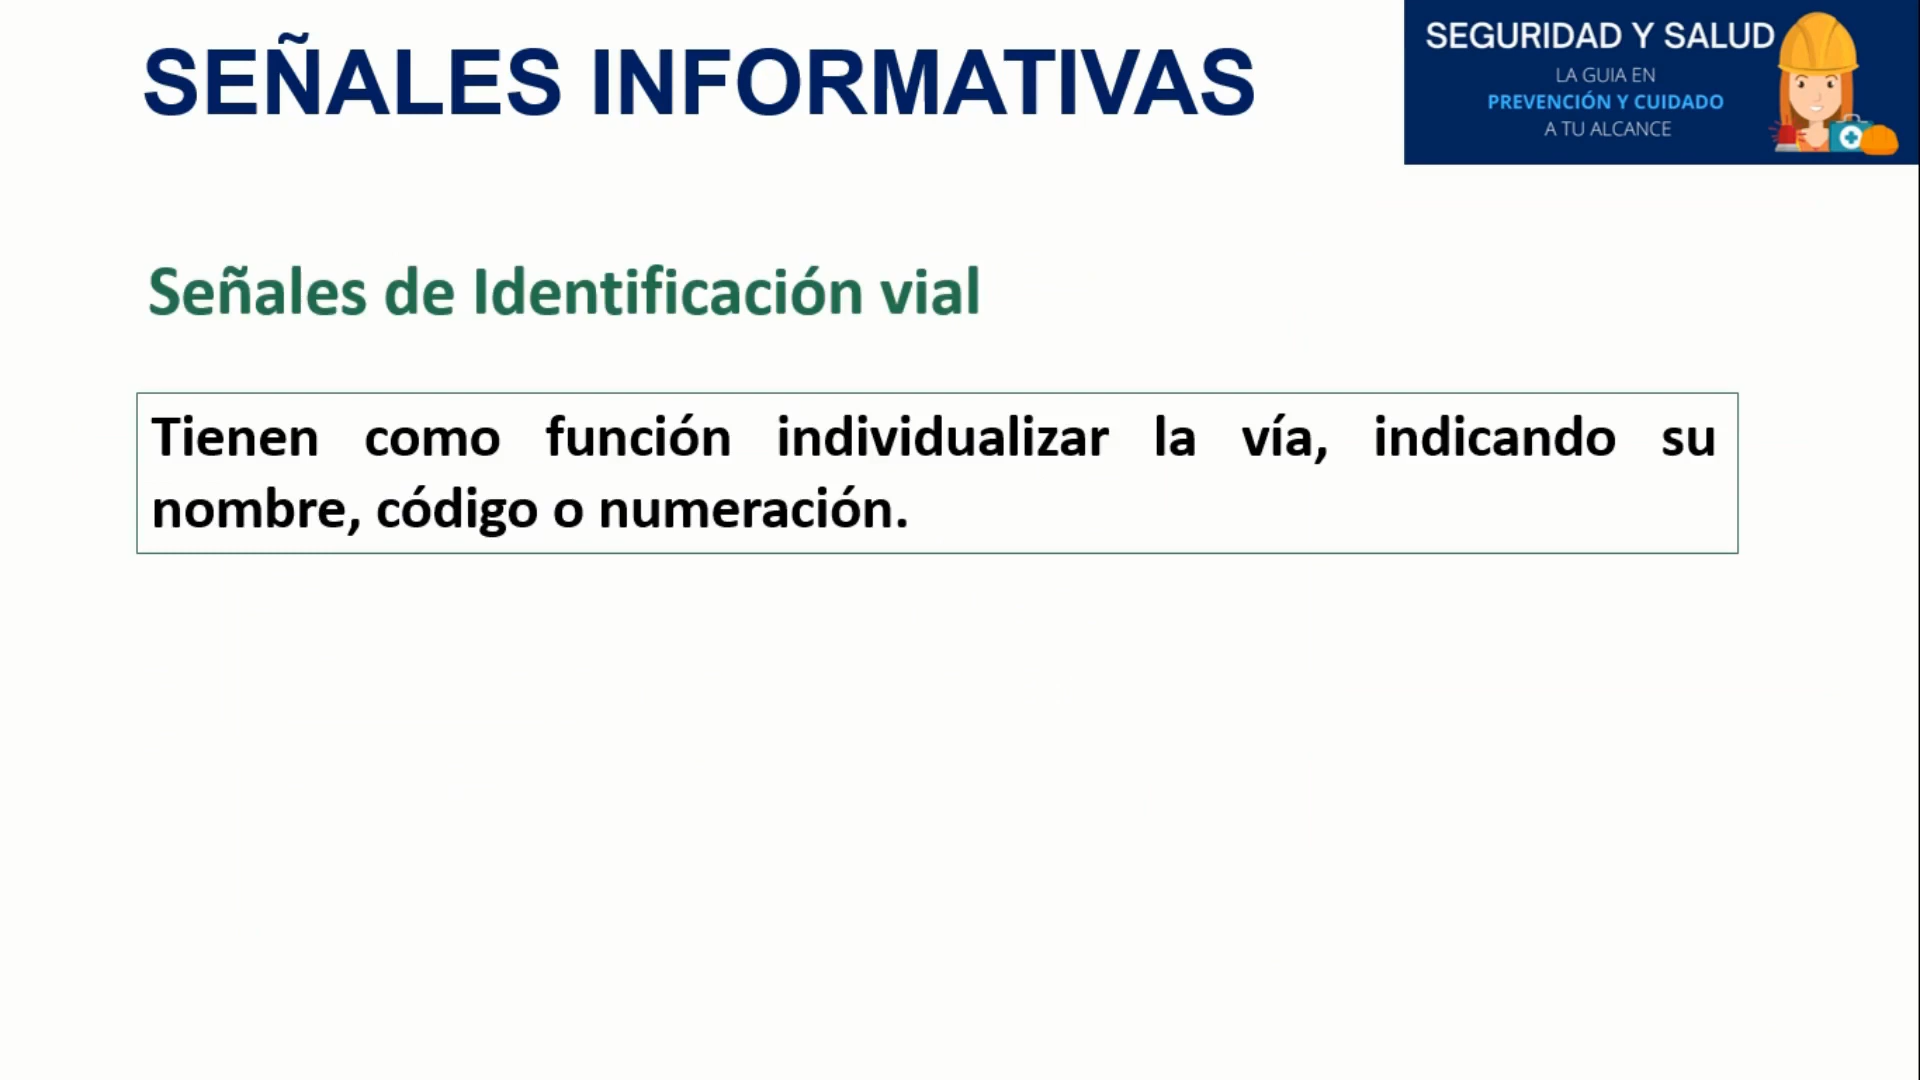 SEÑALES INFORMATIVAS
SEGURIDAD Y SALUD
LA GUIA EN
PREVENCIÓN Y CUIDADO
A TU ALCANCE
Señales de Identificación vial
Tienen como función individualizar la vía, indicando su
nombre, código o numeración.